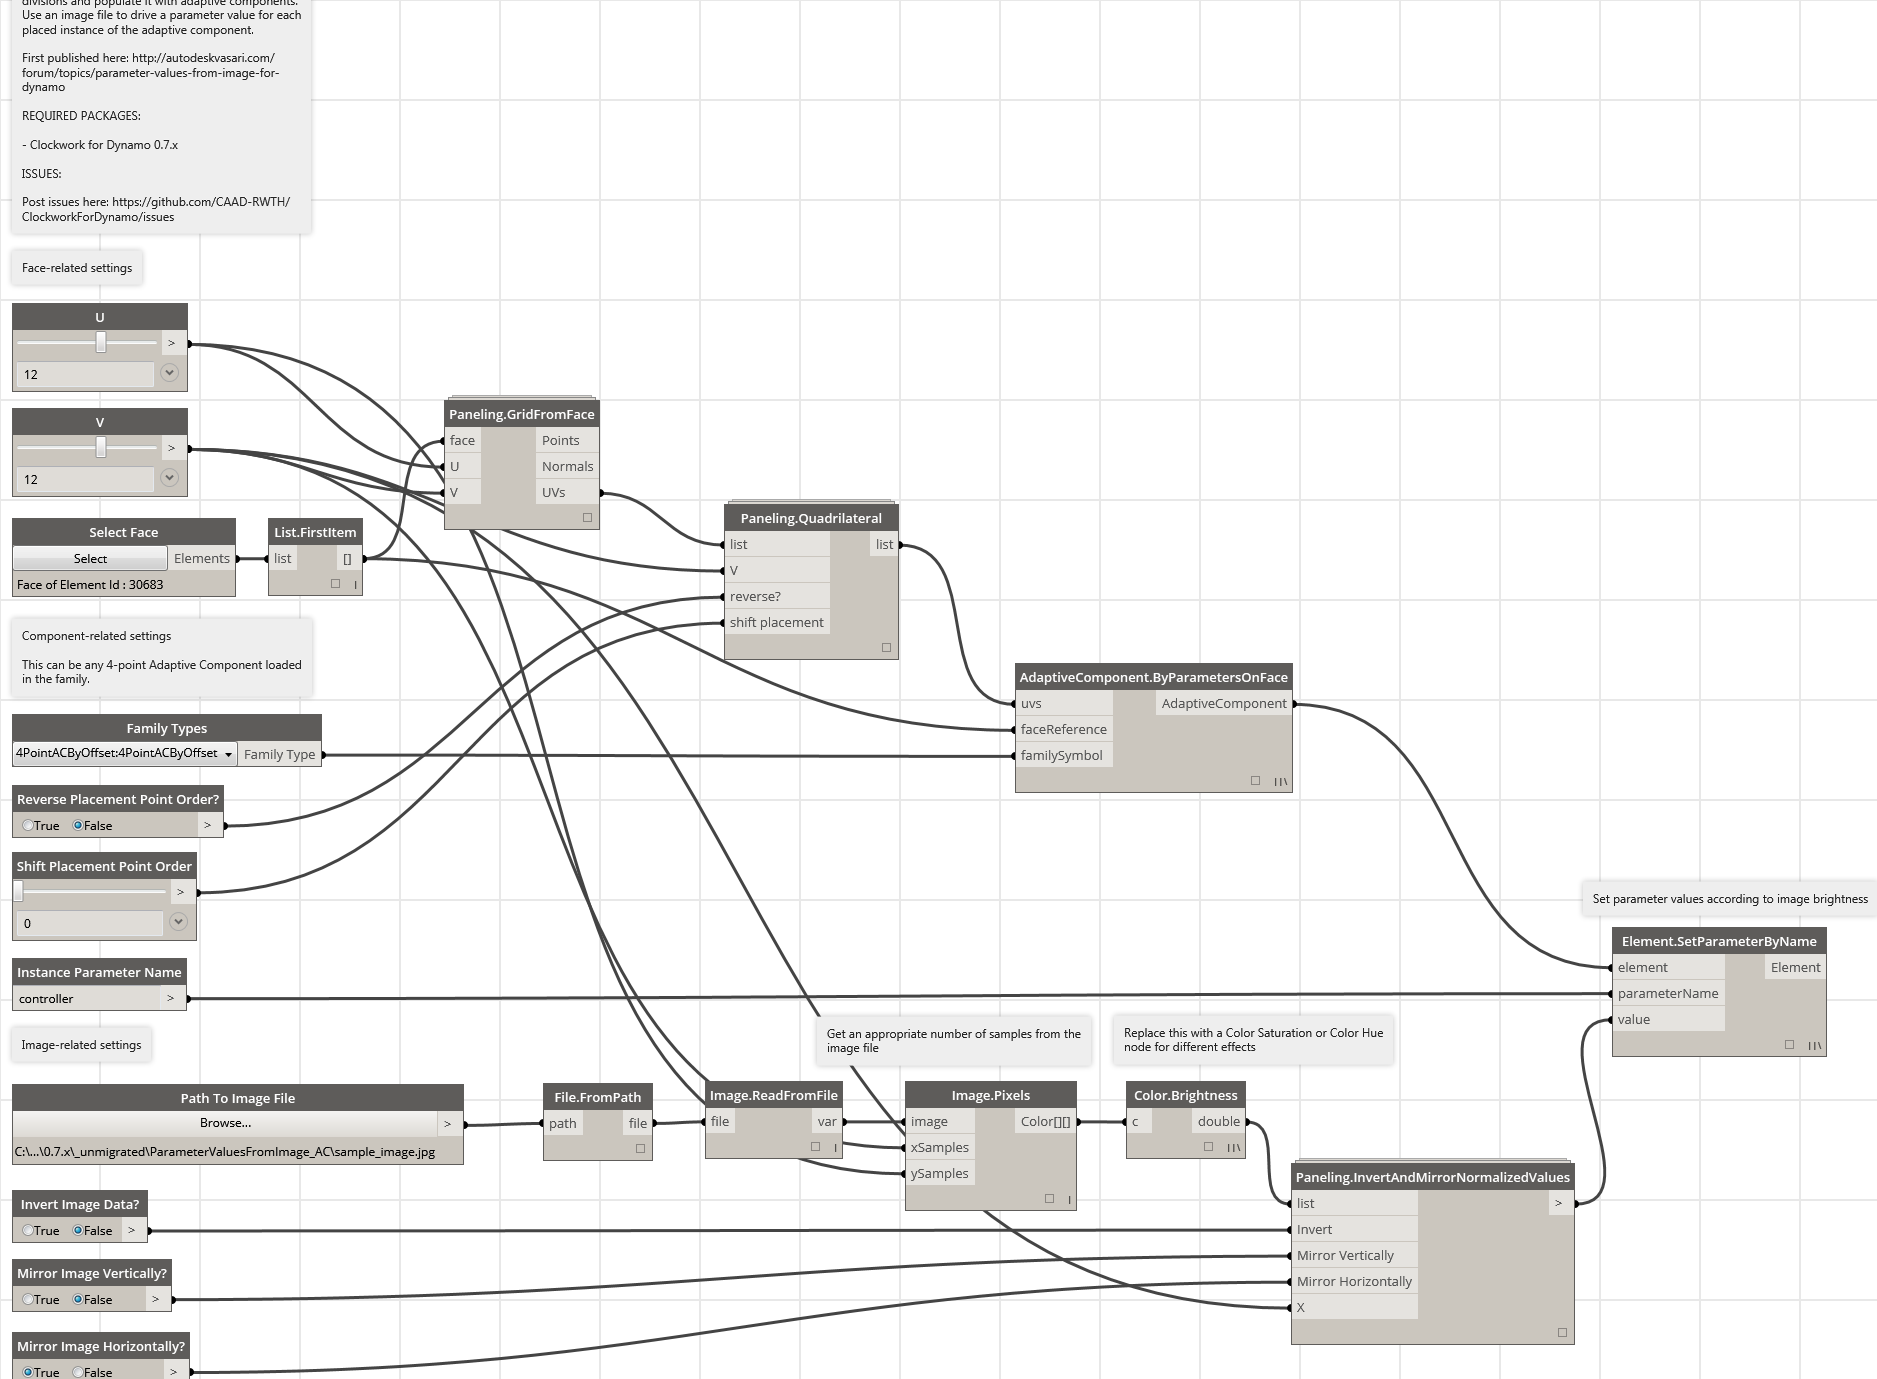 divisions and populate it with adaptive components.
Use an image file to drive a parameter value for each
placed instance of the adaptive component.
First published here: http://autodeskvasari.com/
forum/topics/parameter-values-from-image-for-
dynamo
REQUIRED PACKAGES:
- Clockwork for Dynamo 0.7.x
ISSUES:
Post issues here: https://github.com/CAAD-RWTH/
ClockworkForDynamo/issues
Face-related settings
U
>
12
V
>
12
Select Face
Select
Elements
Face of Element Id : 30683
List.FirstItem
list
[]
Paneling.GridFromFace
face
Points
U
Normals
V
UVs
Paneling.Quadrilateral
list
list
V
reverse?
shift placement
Component-related settings
This can be any 4-point Adaptive Component loaded
in the family.
Family Types
4PointACByOffset:4PointACByOffset
Family Type
AdaptiveComponent.ByParametersOnFace
uvs
AdaptiveComponent
faceReference
familySymbol
Reverse Placement Point Order?
True
False
>
Shift Placement Point Order
>
0
Instance Parameter Name
controller
>
Set parameter values according to image brightness
Element.SetParameterByName
element
Element
parameterName
value
Image-related settings
Get an appropriate number of samples from the
image file
Replace this with a Color Saturation or Color Hue
node for different effects
Path To Image File
Browse...
>
C:\...\0.7.x\_unmigrated\ParameterValuesFromImage_AC\sample_image.jpg
File.FromPath
path
file
Image.ReadFromFile
file
var
Image.Pixels
image
Color[][]
xSamples
ySamples
Color.Brightness
c
double
Paneling.InvertAndMirrorNormalizedValues
list
>
Invert
Mirror Vertically
Mirror Horizontally
X
Invert Image Data?
True
False
>
Mirror Image Vertically?
True
False
>
Mirror Image Horizontally?
True
False
>